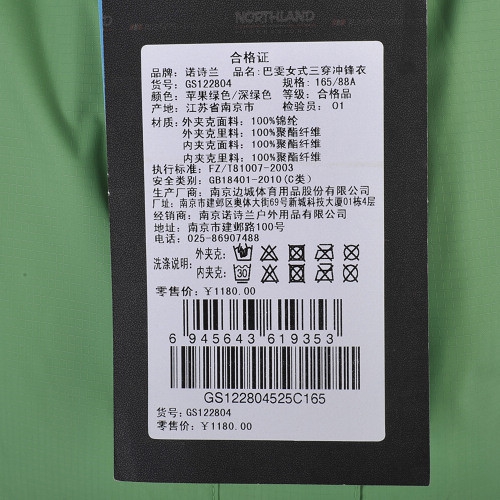 NORTHLAND
合格证
品牌: 诺诗兰 品名: 巴雯女式三穿冲锋衣
货号: GS122804 规格: 165/88A
颜色: 苹果绿色/深绿色 等级: 合格品
产地: 江苏省南京市 检验员: 01
材质: 外夹克面料: 100%锦纶
外夹克里料: 100%聚酯纤维
内夹克面料: 100%聚酯纤维
内夹克里料: 100%聚酯纤维
执行标准: FZ/T81007-2003
安全类别: GB18401-2010(C类)
生产厂商: 南京边城体育用品股份有限公司
厂址: 南京市建邺区奥体大街69号新城科技大厦01栋4层
经销商: 南京诺诗兰户外用品有限公司
地址: 南京市建邺路100号
电话: 025-86907488
洗涤说明: 外夹克:
内夹克: 30
零售价: ¥1180.00
6 945643 619353
GS122804525C165
货号: GS122804
零售价: ¥1180.00